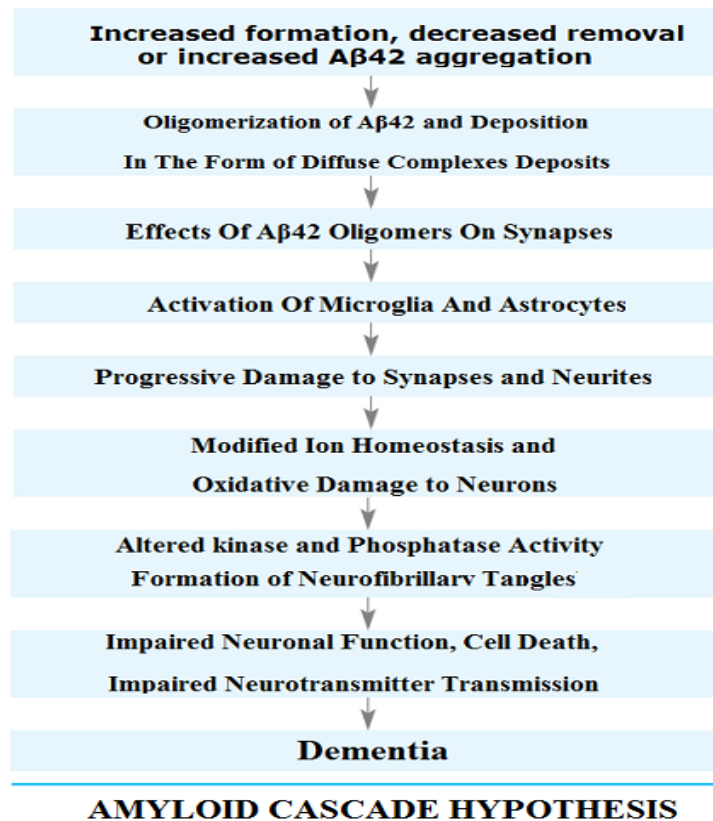 Increased formation, decreased removal
or increased Aβ42 aggregation
Oligomerization of Aβ42 and Deposition
In The Form of Diffuse Complexes Deposits
Effects Of Aβ42 Oligomers On Synapses
Activation Of Microglia And Astrocytes
Progressive Damage to Synapses and Neurites
Modified Ion Homeostasis and
Oxidative Damage to Neurons
Altered kinase and Phosphatase Activity
Formation of Neurofibrillary Tangles
Impaired Neuronal Function, Cell Death,
Impaired Neurotransmitter Transmission
Dementia
AMYLOID CASCADE HYPOTHESIS